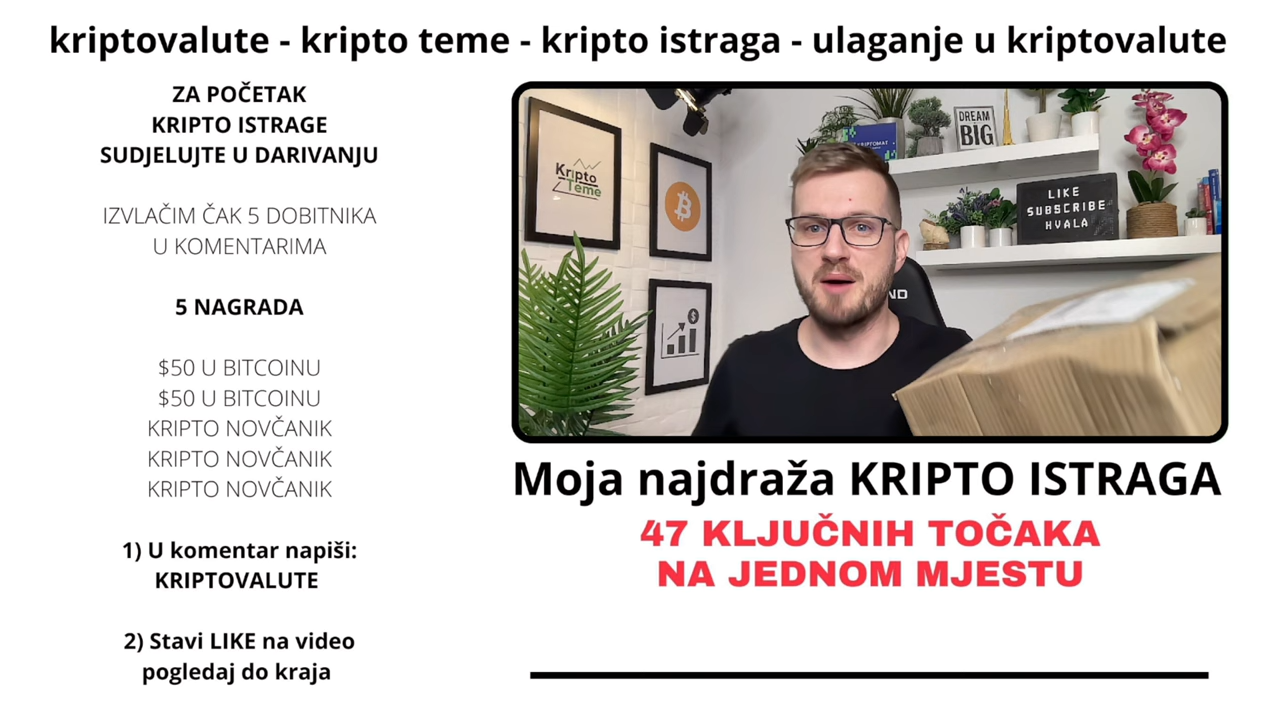 kriptovalute - kripto teme - kripto istraga - ulaganje u kriptovalute
ZA POČETAK
KRIPTO ISTRAGE
SUDJELUJTE U DARIVANJU
IZVLAČIM ČAK 5 DOBITNIKA
U KOMENTARIMA
5 NAGRADA
$50 U BITCOINU
$50 U BITCOINU
KRIPTO NOVČANIK
KRIPTO NOVČANIK
KRIPTO NOVČANIK
1) U komentar napiši:
KRIPTOVALUTE
2) Stavi LIKE na video
pogledaj do kraja
Kripto
Teme
KRIPTOMAT
DREAM
BIG
LIKE
SUBSCRIBE
HVALA
ND
Moja najdraža KRIPTO ISTRAGA
47 KLJUČNIH TOČAKA
NA JEDNOM MJESTU